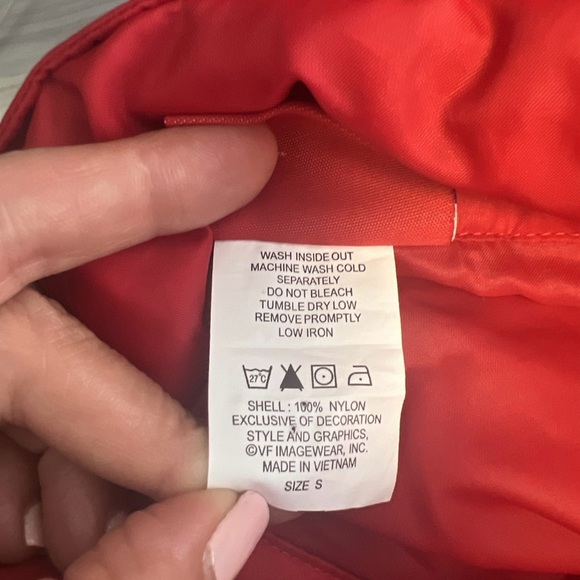 WASH INSIDE OUT
MACHINE WASH COLD
SEPARATELY
DO NOT BLEACH
TUMBLE DRY LOW
REMOVE PROMPTLY
LOW IRON
27°C
SHELL : 100% NYLON
EXCLUSIVE OF DECORATION
STYLE AND GRAPHICS,
©VF IMAGEWEAR, INC.
MADE IN VIETNAM
SIZE S